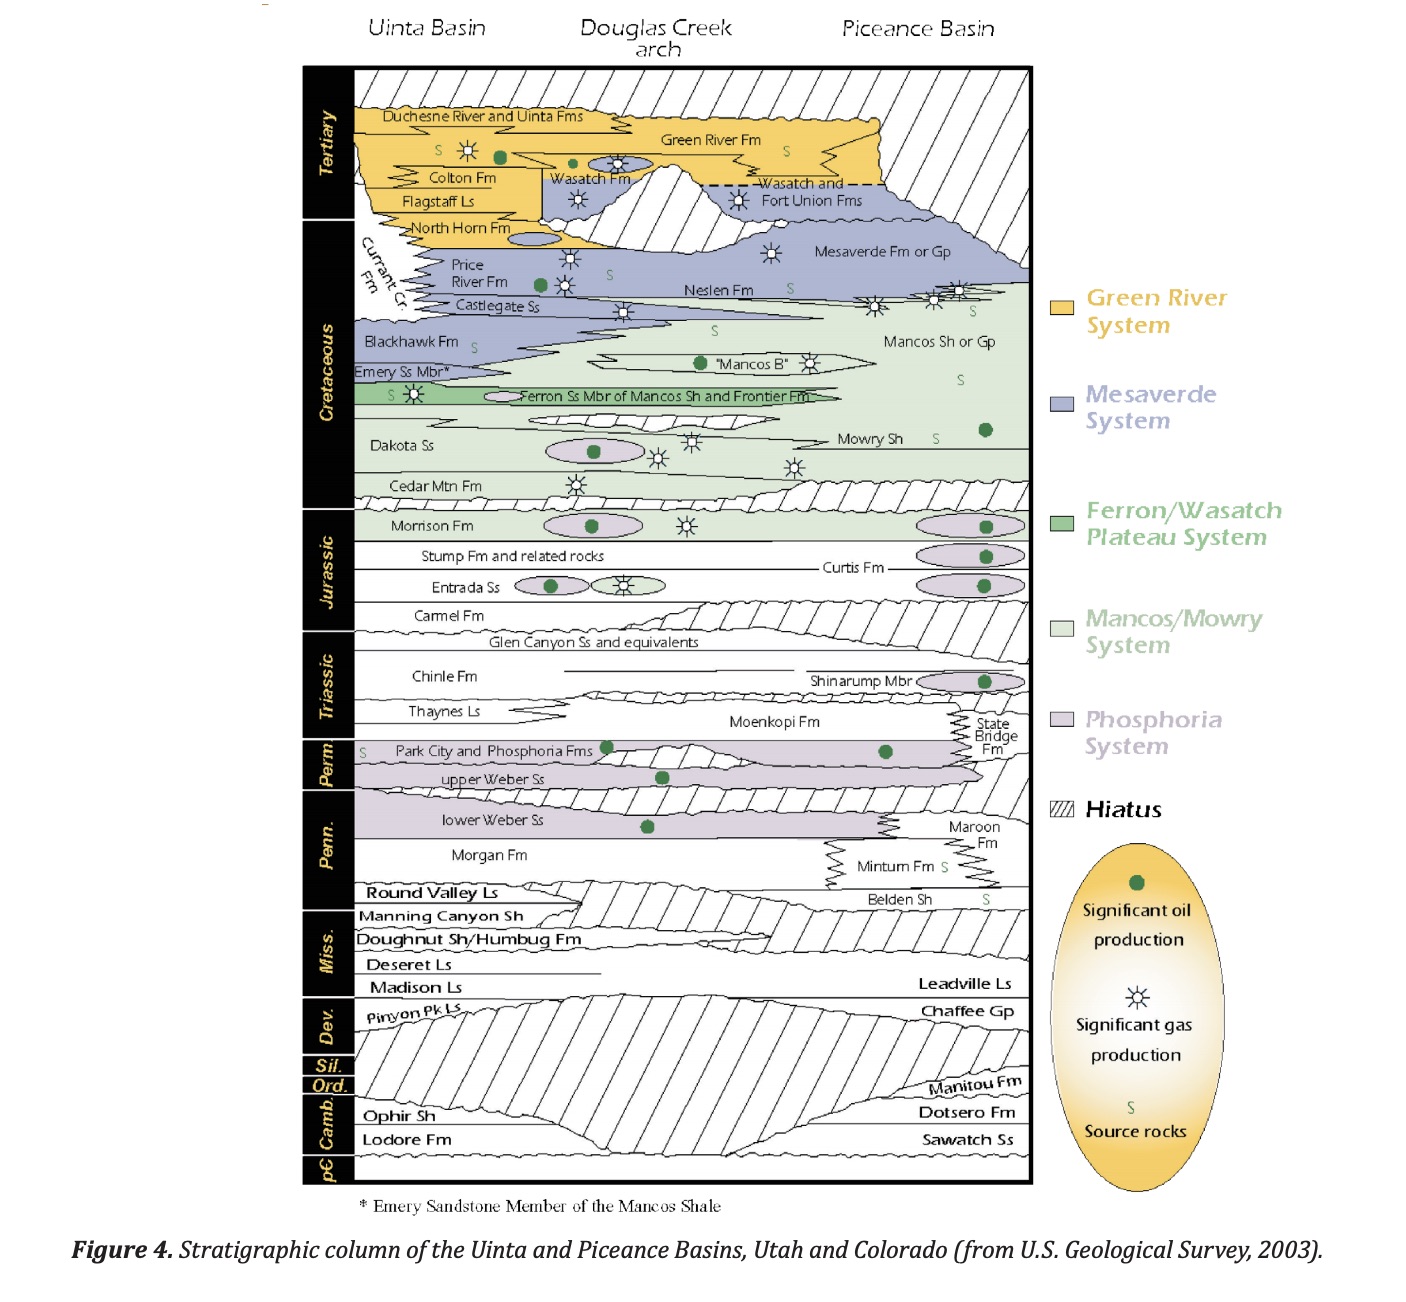 Uinta Basin
Douglas Creek
arch
Piceance Basin
Tertiary
Duchesne River and Uinta Fms
Green River Fm
S
S
Colton Fm
Wasatch Fm
Wasatch and
Fort Union Fms
Flagstaff Ls
North Horn Fm
Cretaceous
Currant Cr.
Fm
Mesaverde Fm or Gp
Price
River Fm
S
Neslen Fm
S
Castlegate Ss
S
S
Blackhawk Fm
S
Mancos Sh or Gp
"Mancos B"
Emery Ss Mbr*
S
S
Ferron Ss Mbr of Mancos Sh and Frontier Fm
Dakota Ss
Mowry Sh
S
Cedar Mtn Fm
Jurassic
Morrison Fm
Stump Fm and related rocks
Curtis Fm
Entrada Ss
Carmel Fm
Glen Canyon Ss and equivalents
Triassic
Chinle Fm
Shinarump Mbr
Thaynes Ls
Moenkopi Fm
State
Bridge
Fm
Perm.
S
Park City and Phosphoria Fms
upper Weber Ss
Penn.
lower Weber Ss
Maroon
Fm
Morgan Fm
Minturn Fm S
Round Valley Ls
Belden Sh
S
Miss.
Manning Canyon Sh
Doughnut Sh/Humbug Fm
Deseret Ls
Madison Ls
Leadville Ls
Dev.
Pinyon Pk Ls
Chaffee Gp
Sil.
Ord.
Manitou Fm
Camb.
Ophir Sh
Dotsero Fm
Lodore Fm
Sawatch Ss
p€
Green River
System
Mesaverde
System
Ferron/Wasatch
Plateau System
Mancos/Mowry
System
Phosphoria
System
Hiatus
Significant oil
production
Significant gas
production
S
Source rocks
* Emery Sandstone Member of the Mancos Shale
Figure 4. Stratigraphic column of the Uinta and Piceance Basins, Utah and Colorado (from U.S. Geological Survey, 2003).